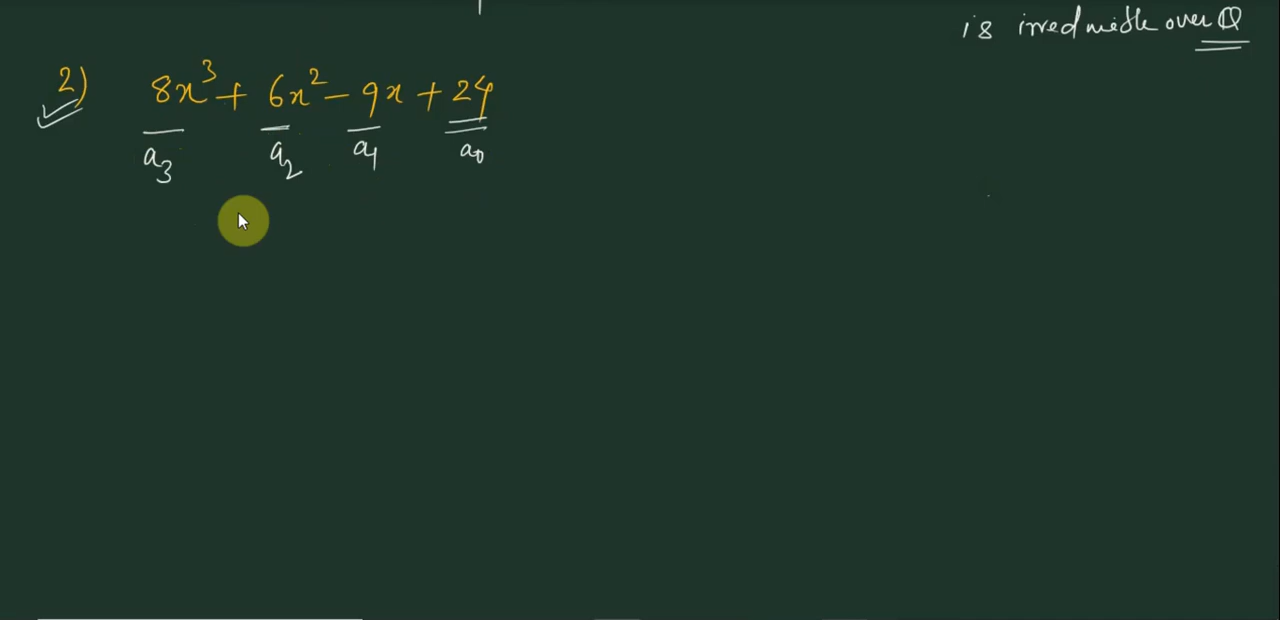 is irreducible over ℚ
2) 8x³ + 6x² - 9x + 24
a₃ a₂ a₁ a₀